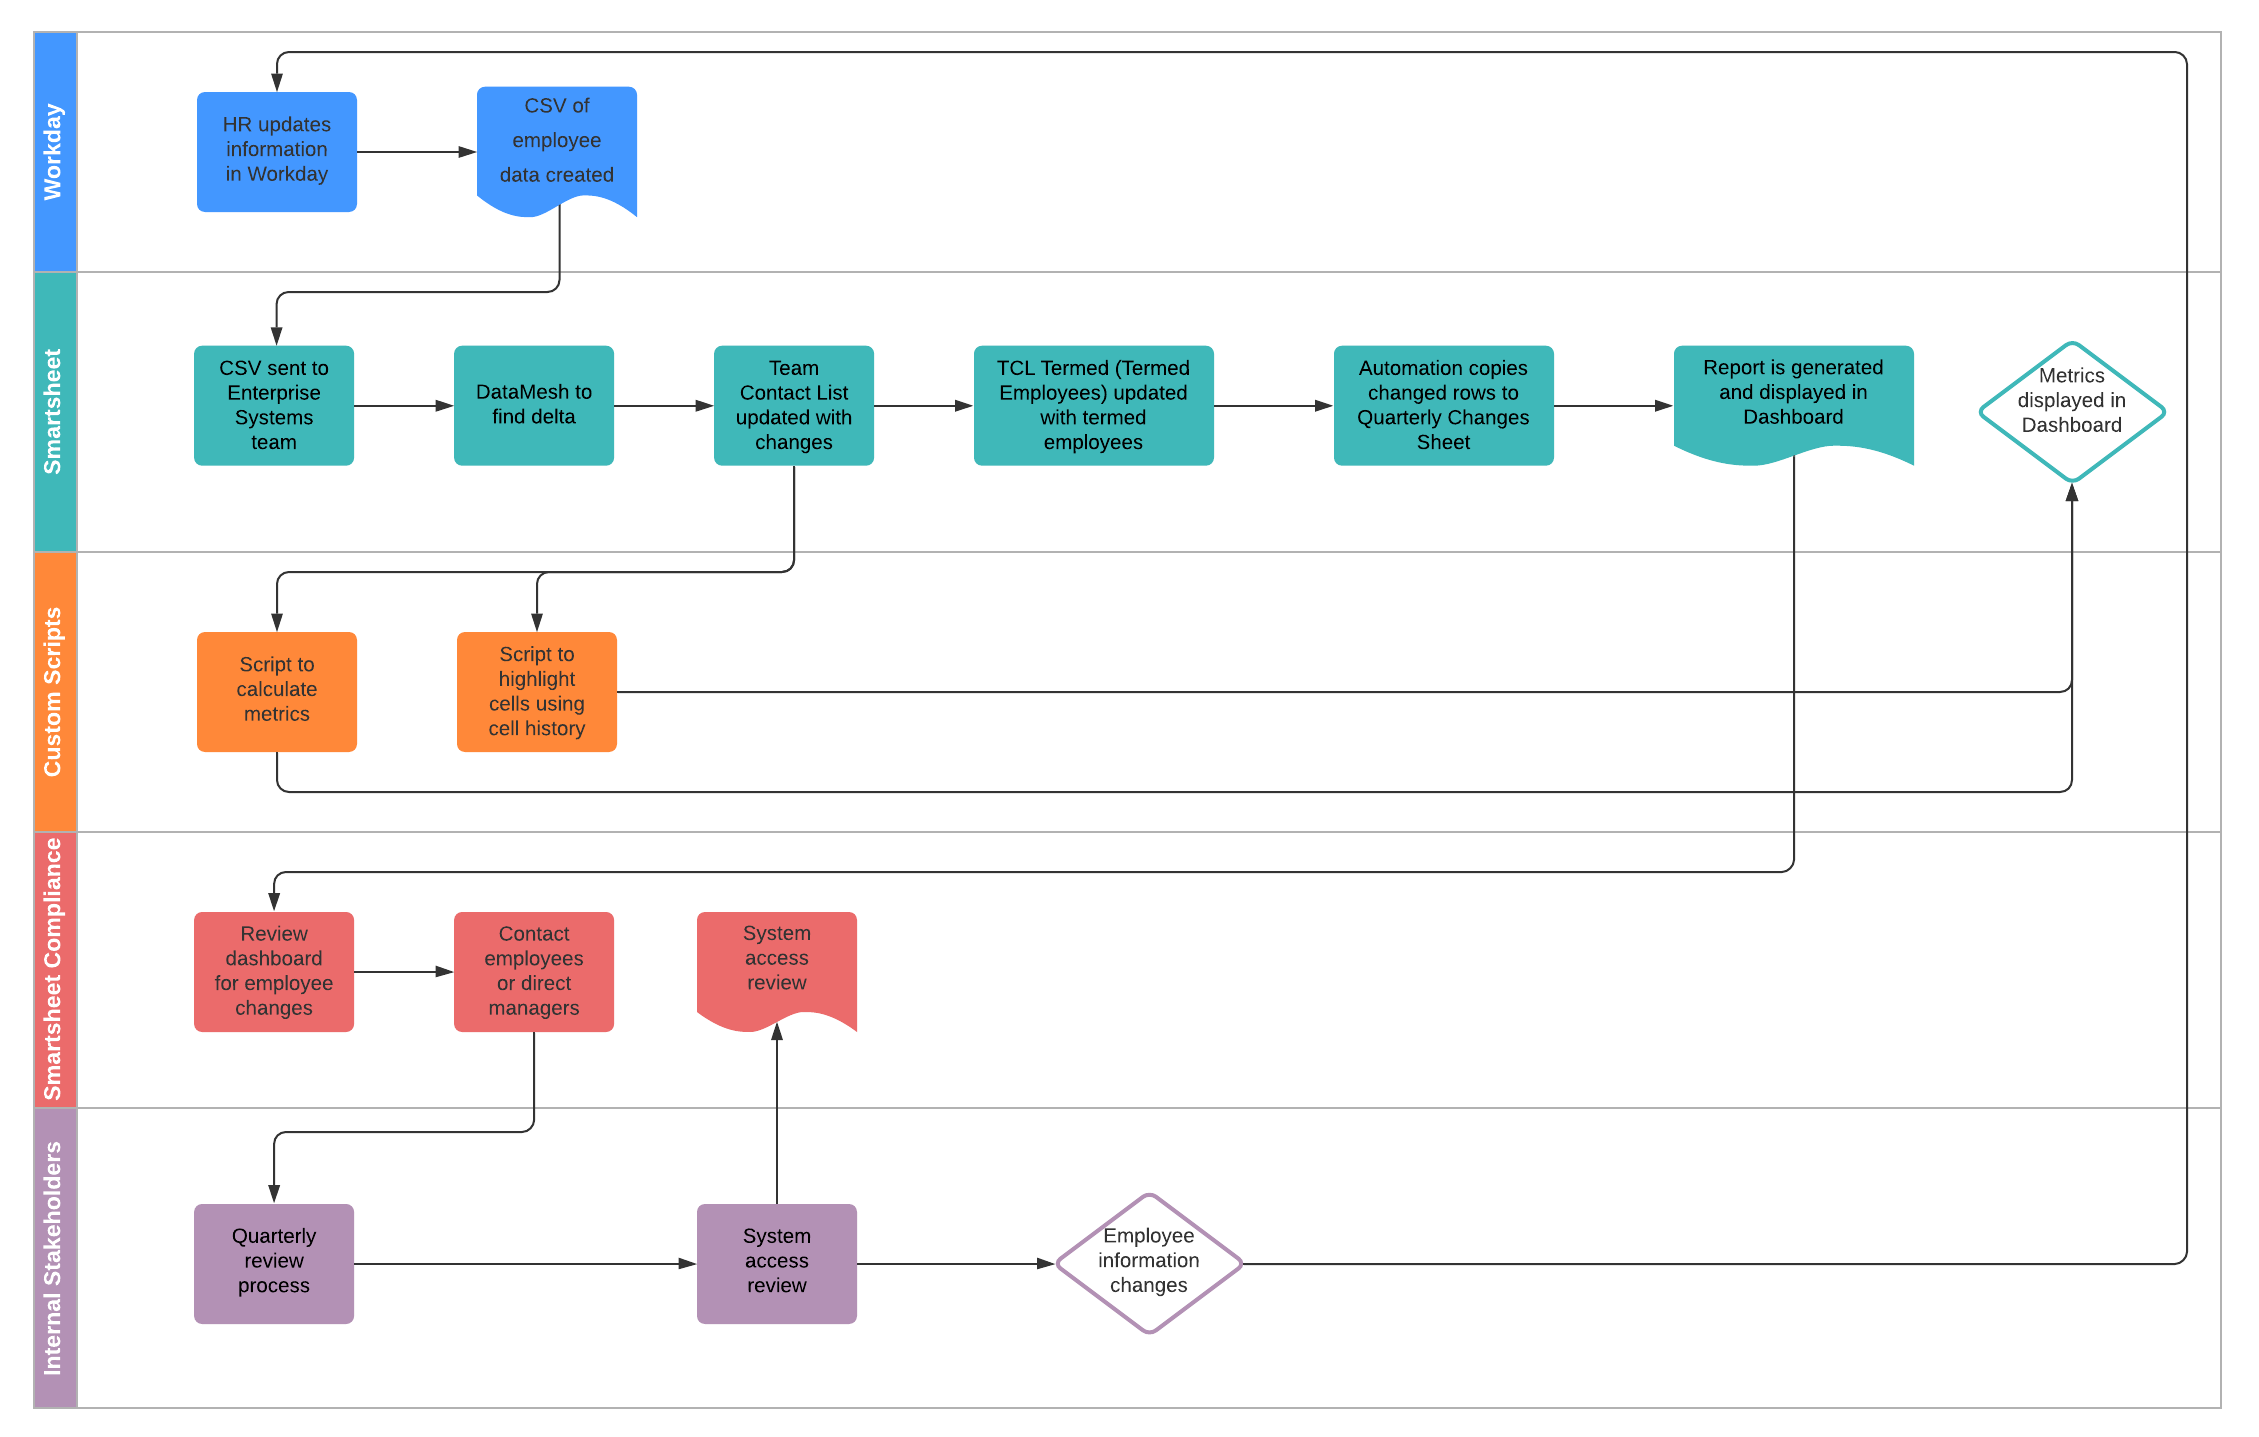 Workday
HR updates
information
in Workday
CSV of
employee
data created
Smartsheet
CSV sent to
Enterprise
Systems
team
DataMesh to
find delta
Team
Contact List
updated with
changes
TCL Termed (Termed
Employees) updated
with termed
employees
Automation copies
changed rows to
Quarterly Changes
Sheet
Report is generated
and displayed in
Dashboard
Metrics
displayed in
Dashboard
Custom Scripts
Script to
calculate
metrics
Script to
highlight
cells using
cell history
Smartsheet Compliance
Review
dashboard
for employee
changes
Contact
employees
or direct
managers
System
access
review
Internal Stakeholders
Quarterly
review
process
System
access
review
Employee
information
changes